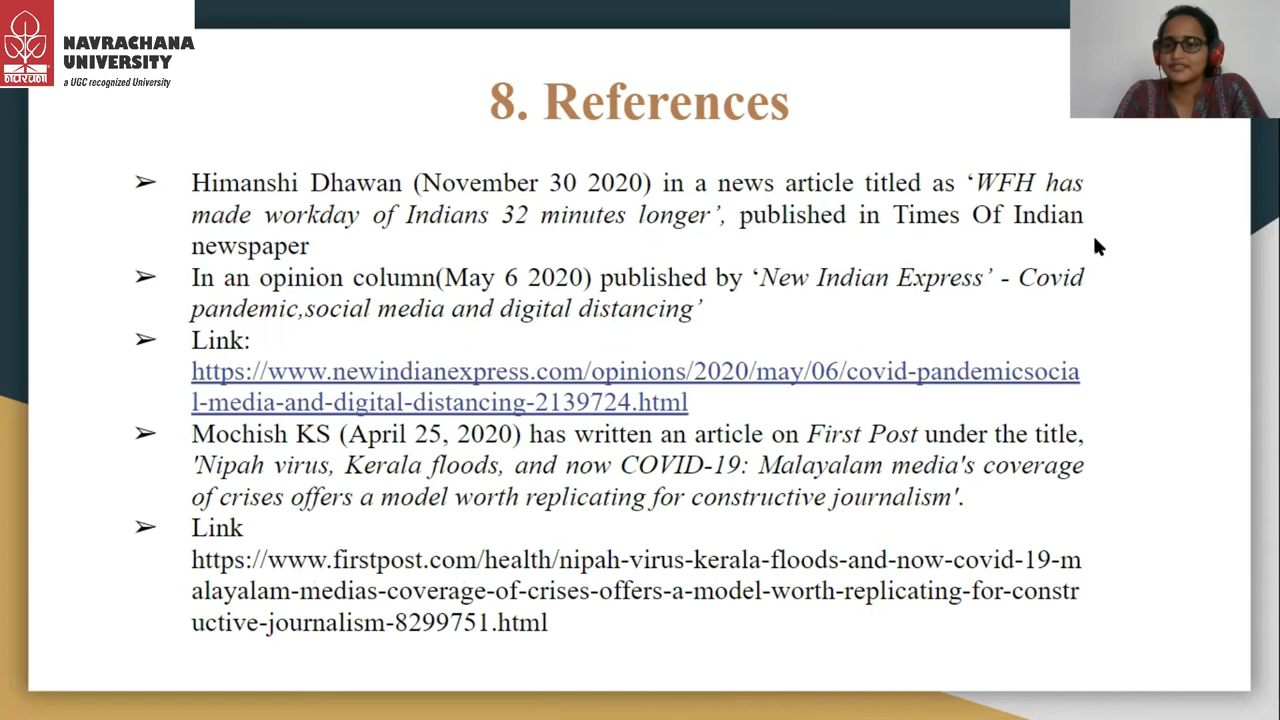 NAVRACHANA
UNIVERSITY
a UGC recognized University
नवरचना
8. References
➢ Himanshi Dhawan (November 30 2020) in a news article titled as ‘WFH has
made workday of Indians 32 minutes longer’, published in Times Of Indian
newspaper
➢ In an opinion column(May 6 2020) published by ‘New Indian Express’ - Covid
pandemic,social media and digital distancing’
➢ Link:
https://www.newindianexpress.com/opinions/2020/may/06/covid-pandemicsocia
l-media-and-digital-distancing-2139724.html
➢ Mochish KS (April 25, 2020) has written an article on First Post under the title,
'Nipah virus, Kerala floods, and now COVID-19: Malayalam media's coverage
of crises offers a model worth replicating for constructive journalism'.
➢ Link
https://www.firstpost.com/health/nipah-virus-kerala-floods-and-now-covid-19-m
alayalam-medias-coverage-of-crises-offers-a-model-worth-replicating-for-constr
uctive-journalism-8299751.html